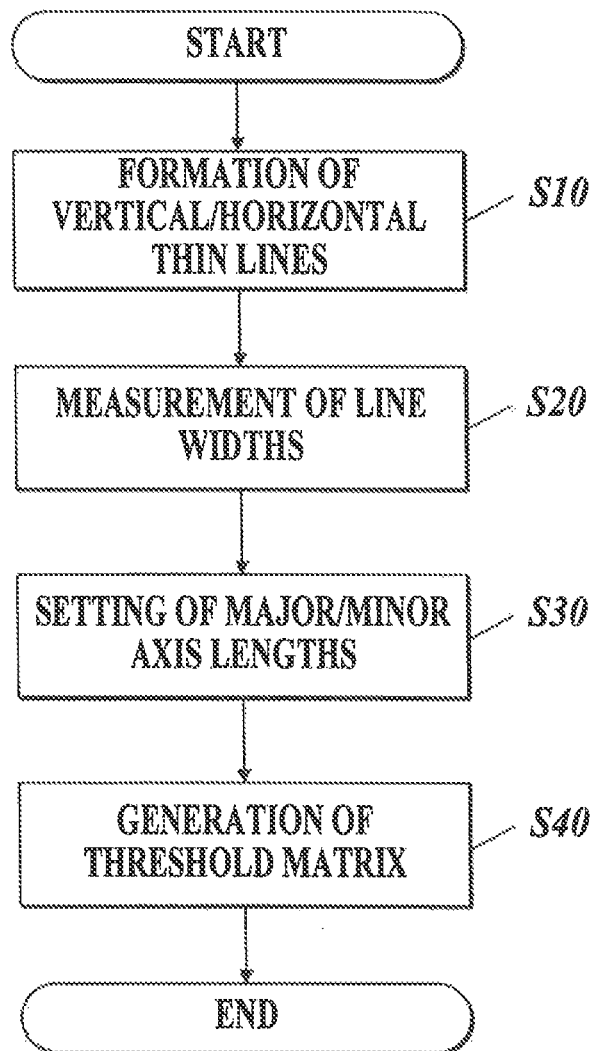 START
FORMATION OF
VERTICAL/HORIZONTAL
THIN LINES
S10
MEASUREMENT OF LINE
WIDTHS
S20
SETTING OF MAJOR/MINOR
AXIS LENGTHS
S30
GENERATION OF
THRESHOLD MATRIX
S40
END